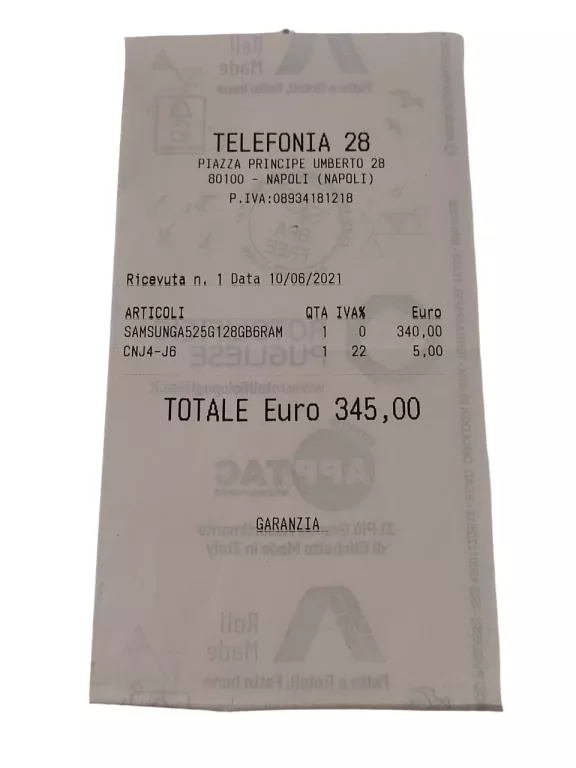 TELEFONIA 28
PIAZZA PRINCIPE UMBERTO 28
80100 - NAPOLI (NAPOLI)
P.IVA:08934181218
-
Ricevuta n. 1 Data 10/06/2021
ARTICOLI QTA IVA% Euro
SAMSUNGA525G128GB6RAM 1 0 340,00
CNJ4-J6 1 22 5,00
TOTALE Euro 345,00
GARANZIA